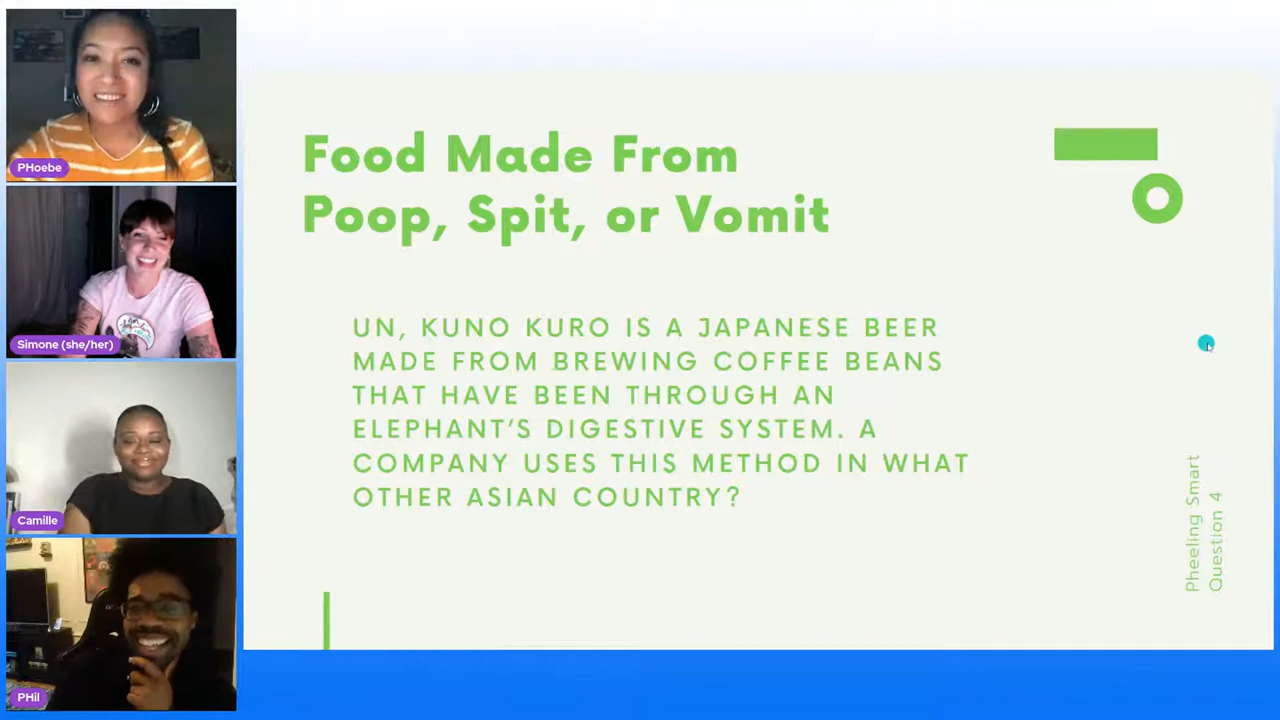 PHoebe
Simone (she/her)
Camille
PHil
Food Made From
Poop, Spit, or Vomit
UN, KUNO KURO IS A JAPANESE BEER
MADE FROM BREWING COFFEE BEANS
THAT HAVE BEEN THROUGH AN
ELEPHANT'S DIGESTIVE SYSTEM. A
COMPANY USES THIS METHOD IN WHAT
OTHER ASIAN COUNTRY?
Pheeling Smart
Question 4